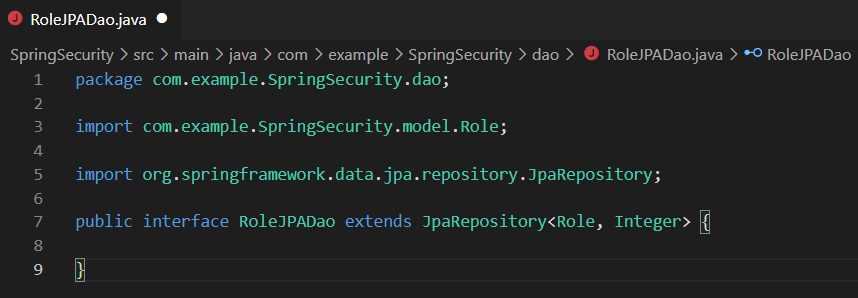 RoleJPADao.java
SpringSecurity > src > main > java > com > example > SpringSecurity > dao > RoleJPADao.java > RoleJPADao
1 package com.example.SpringSecurity.dao;
2
3 import com.example.SpringSecurity.model.Role;
4
5 import org.springframework.data.jpa.repository.JpaRepository;
6
7 public interface RoleJPADao extends JpaRepository<Role, Integer> {
8
9 }